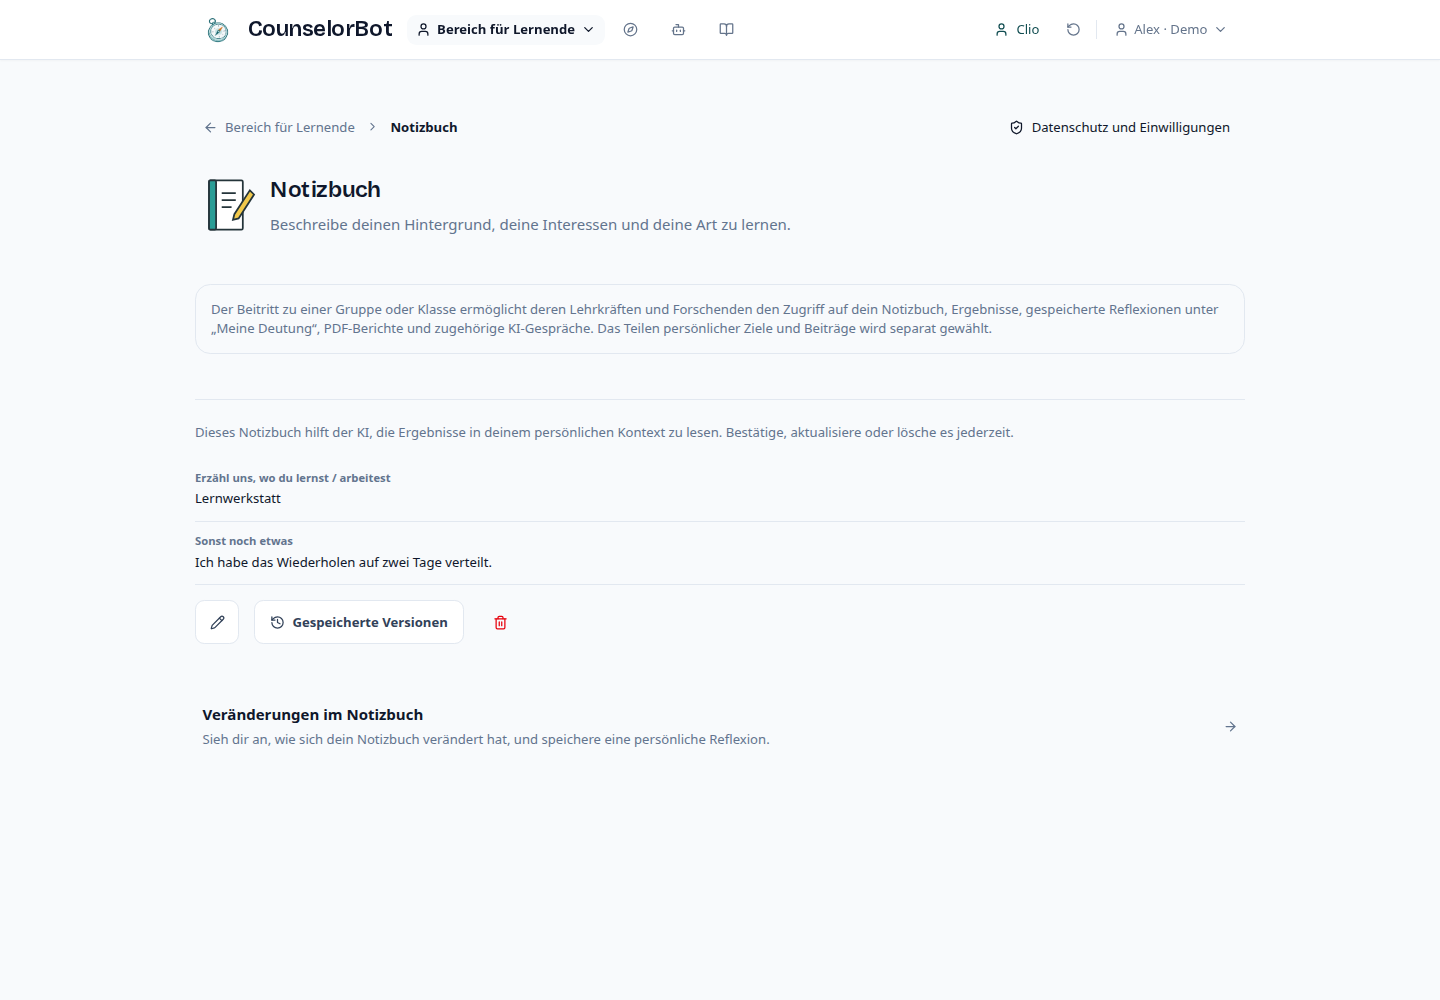 CounselorBot
Bereich für Lernende
Clio
Alex · Demo
Bereich für Lernende
Notizbuch
Datenschutz und Einwilligungen
Notizbuch
Beschreibe deinen Hintergrund, deine Interessen und deine Art zu lernen.
Der Beitritt zu einer Gruppe oder Klasse ermöglicht deren Lehrkräften und Forschenden den Zugriff auf dein Notizbuch, Ergebnisse, gespeicherte Reflexionen unter
„Meine Deutung“, PDF-Berichte und zugehörige KI-Gespräche. Das Teilen persönlicher Ziele und Beiträge wird separat gewählt.
Dieses Notizbuch hilft der KI, die Ergebnisse in deinem persönlichen Kontext zu lesen. Bestätige, aktualisiere oder lösche es jederzeit.
Erzähl uns, wo du lernst / arbeitest
Lernwerkstatt
Sonst noch etwas
Ich habe das Wiederholen auf zwei Tage verteilt.
Gespeicherte Versionen
Veränderungen im Notizbuch
Sieh dir an, wie sich dein Notizbuch verändert hat, und speichere eine persönliche Reflexion.